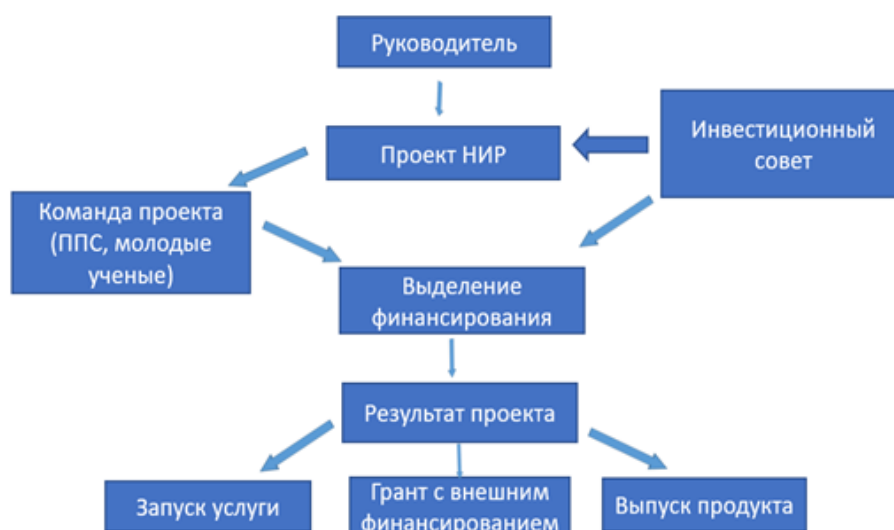 Руководитель
Проект НИР
Инвестиционный
совет
Команда проекта
(ППС, молодые
ученые)
Выделение
финансирования
Результат проекта
Запуск услуги
Грант с внешним
финансированием
Выпуск продукта